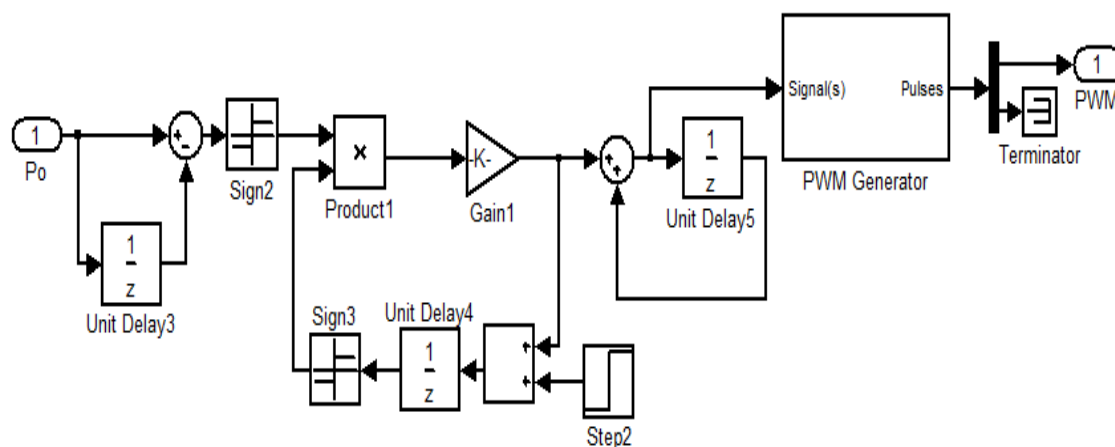 1
Po
+
-
Sign2
1
z
Unit Delay3
×
Product1
-K-
Gain1
+
+
1
z
Unit Delay5
Signal(s)
Pulses
PWM Generator
1
PWM
Terminator
Sign3
Unit Delay4
1
z
+
+
Step2